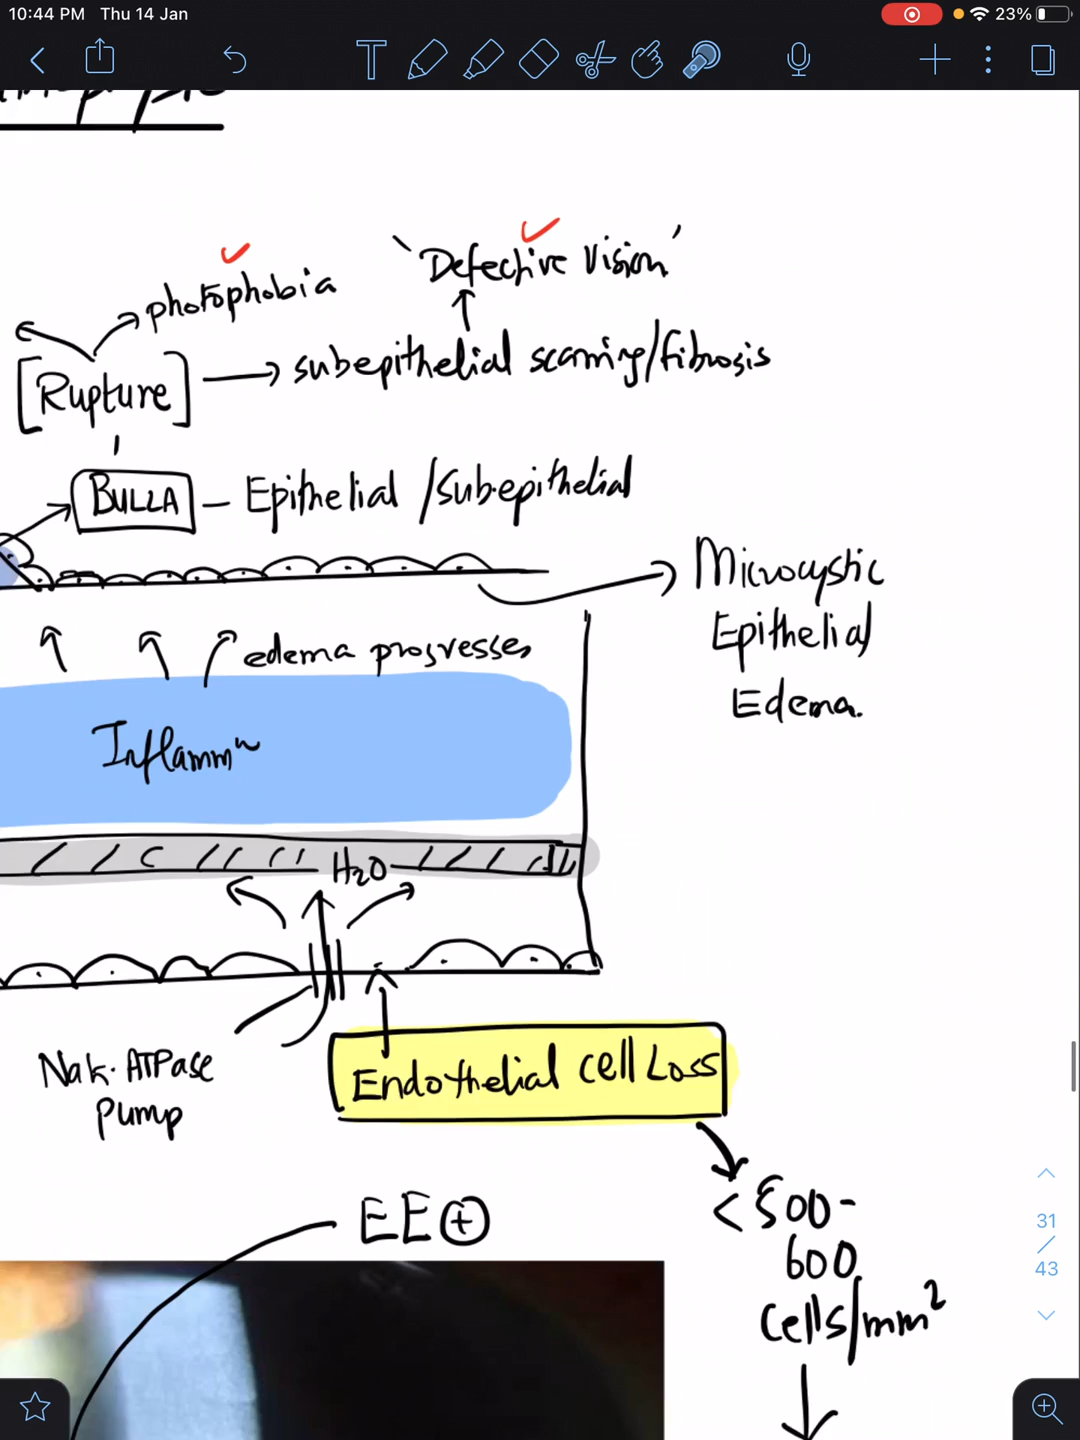 10:44 PM Thu 14 Jan
23%
photophobia
`Defective Vision'
[Rupture]
subepithelial scarring/fibrosis
BULLA – Epithelial /Subepithelial
Microcystic
Epithelial
Edema.
edema progresses
Inflammⁿ
H2O
Nak-ATPase
Pump
Endothelial cell Loss
EE⊕
<500-
600
cells/mm²
31
/
43